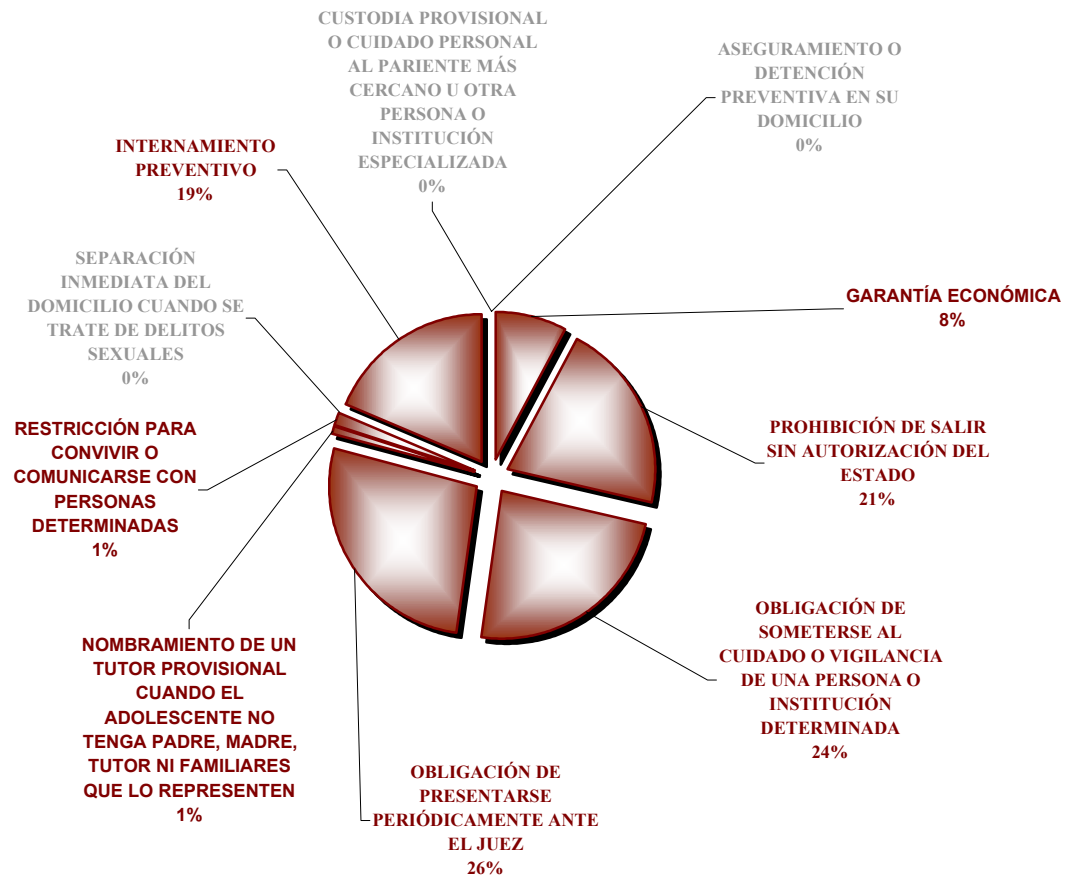 CUSTODIA PROVISIONAL
O CUIDADO PERSONAL
AL PARIENTE MÁS
CERCANO U OTRA
PERSONA O
INSTITUCIÓN
ESPECIALIZADA
0%
ASEGURAMIENTO O
DETENCIÓN
PREVENTIVA EN SU
DOMICILIO
0%
INTERNAMIENTO
PREVENTIVO
19%
SEPARACIÓN
INMEDIATA DEL
DOMICILIO CUANDO SE
TRATE DE DELITOS
SEXUALES
0%
GARANTÍA ECONÓMICA
8%
RESTRICCIÓN PARA
CONVIVIR O
COMUNICARSE CON
PERSONAS
DETERMINADAS
1%
PROHIBICIÓN DE SALIR
SIN AUTORIZACIÓN DEL
ESTADO
21%
NOMBRAMIENTO DE UN
TUTOR PROVISIONAL
CUANDO EL
ADOLESCENTE NO
TENGA PADRE, MADRE,
TUTOR NI FAMILIARES
QUE LO REPRESENTEN
1%
OBLIGACIÓN DE
SOMETERSE AL
CUIDADO O VIGILANCIA
DE UNA PERSONA O
INSTITUCIÓN
DETERMINADA
24%
OBLIGACIÓN DE
PRESENTARSE
PERIÓDICAMENTE ANTE
EL JUEZ
26%